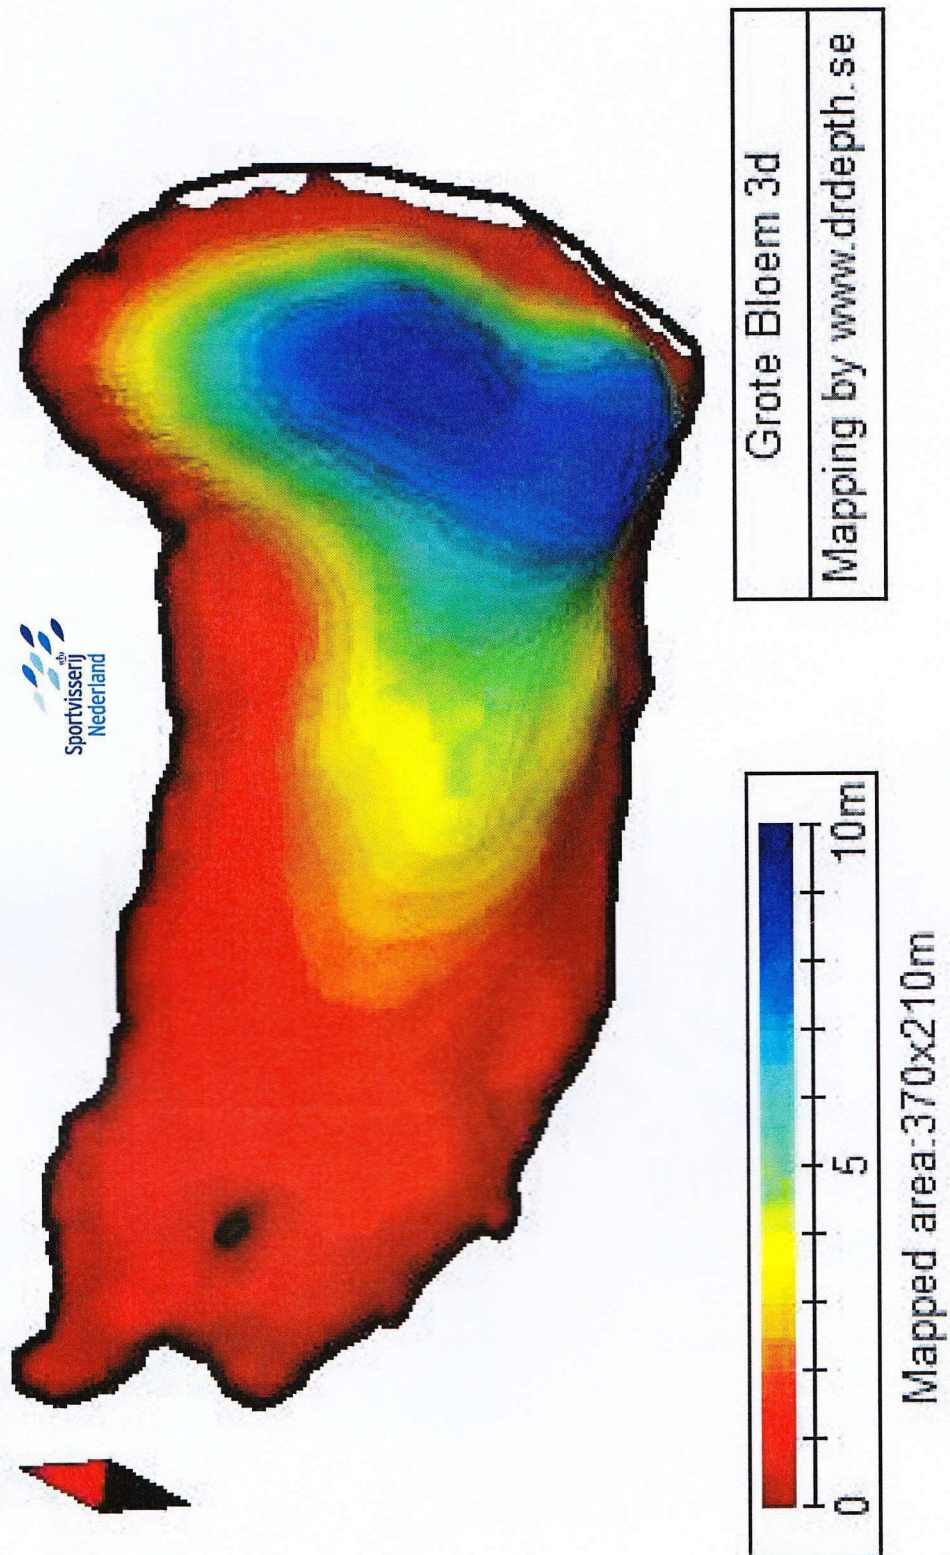 Sportvisserij
Nederland
Grote Bloem 3d
Mapping by www.drdepth.se
0 5 10m
Mapped area:370x210m